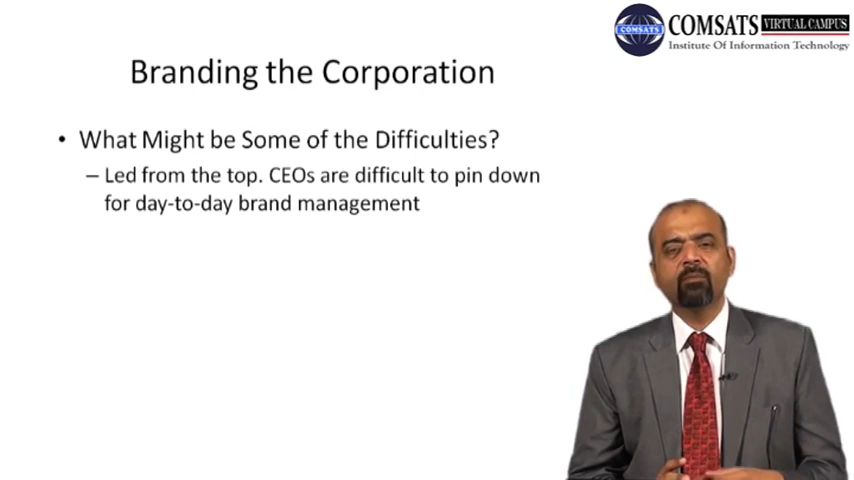 COMSATS VIRTUAL CAMPUS
COMSATS
Institute Of Information Technology
Branding the Corporation
• What Might be Some of the Difficulties?
– Led from the top. CEOs are difficult to pin down
for day-to-day brand management